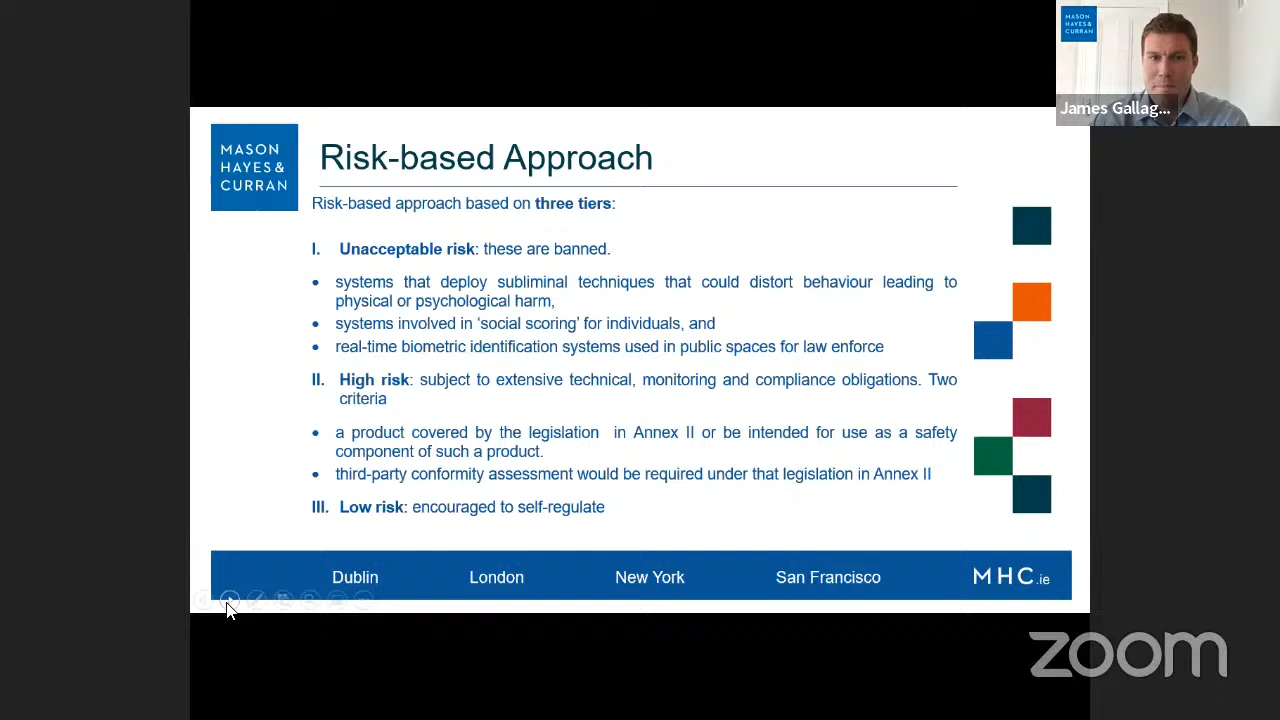 MASON
HAYES &
CURRAN
James Gallag...
MASON
HAYES &
CURRAN
Risk-based Approach
Risk-based approach based on three tiers:
I. Unacceptable risk: these are banned.
• systems that deploy subliminal techniques that could distort behaviour leading to
physical or psychological harm,
• systems involved in ‘social scoring’ for individuals, and
• real-time biometric identification systems used in public spaces for law enforce
II. High risk: subject to extensive technical, monitoring and compliance obligations. Two
criteria
• a product covered by the legislation in Annex II or be intended for use as a safety
component of such a product.
• third-party conformity assessment would be required under that legislation in Annex II
III. Low risk: encouraged to self-regulate
Dublin London New York San Francisco MHC.ie
zoom